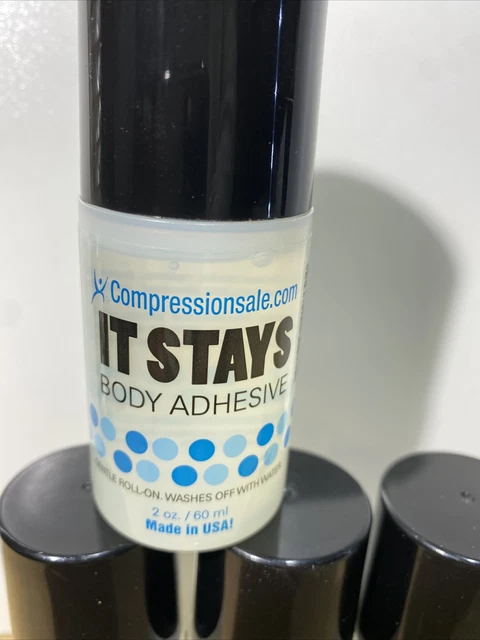 Compressionsale.com
IT STAYS
BODY ADHESIVE
GENTLE ROLL-ON. WASHES OFF WITH WATER.
2 oz. / 60 ml
Made in USA!